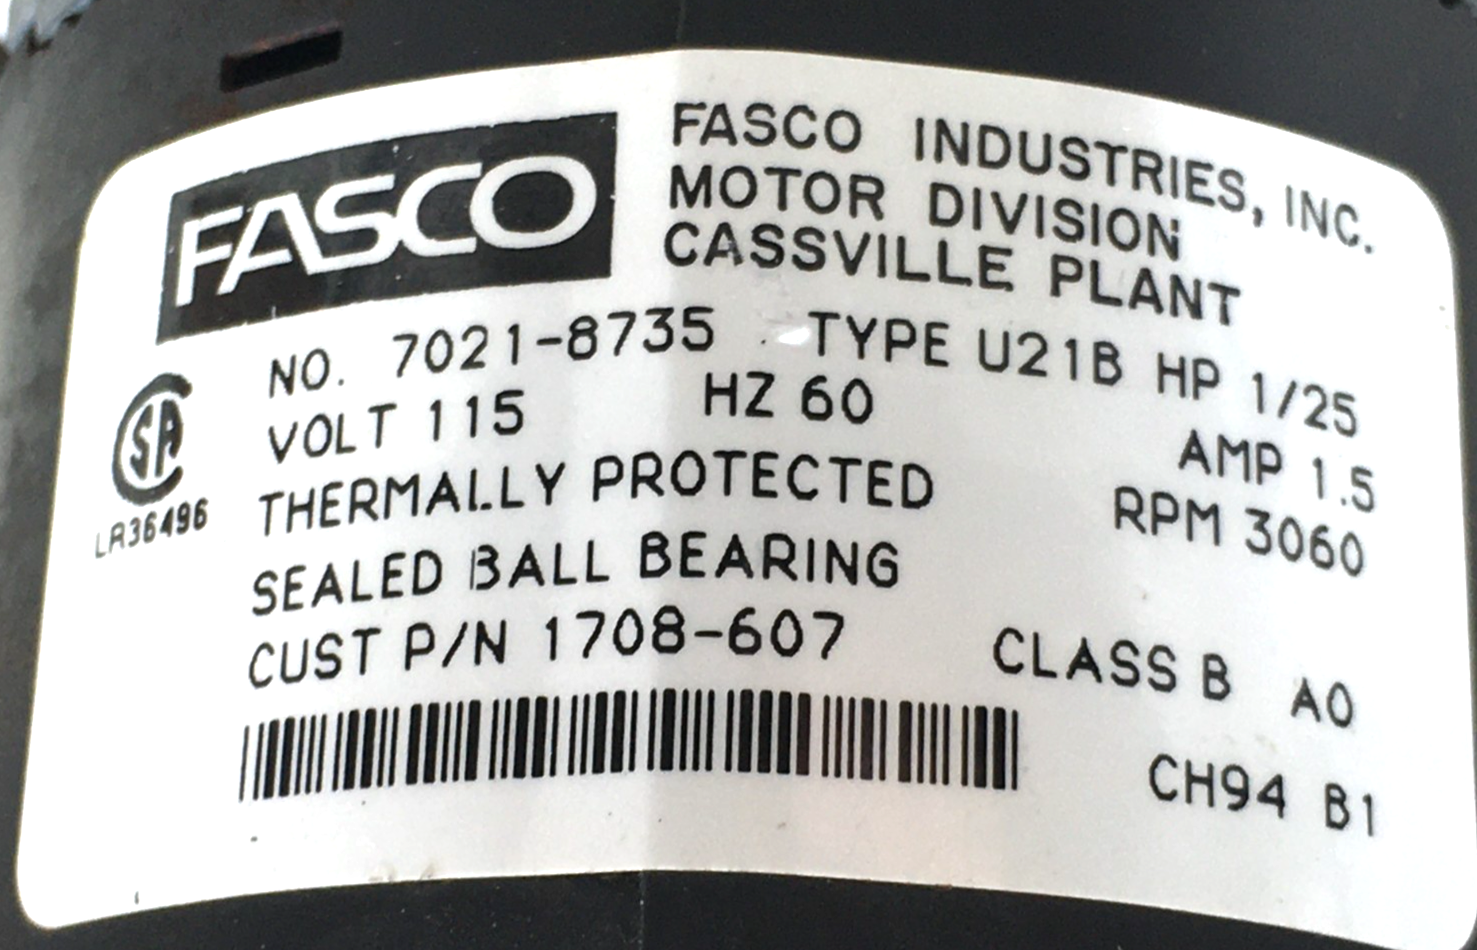 FASCO
FASCO INDUSTRIES, INC.
MOTOR DIVISION
CASSVILLE PLANT
NO. 7021-8735 TYPE U21B HP 1/25
VOLT 115 HZ 60 AMP 1.5
THERMALLY PROTECTED RPM 3060
SEALED BALL BEARING
CUST P/N 1708-607 CLASS B A0
CH94 B1
SA
LR36496